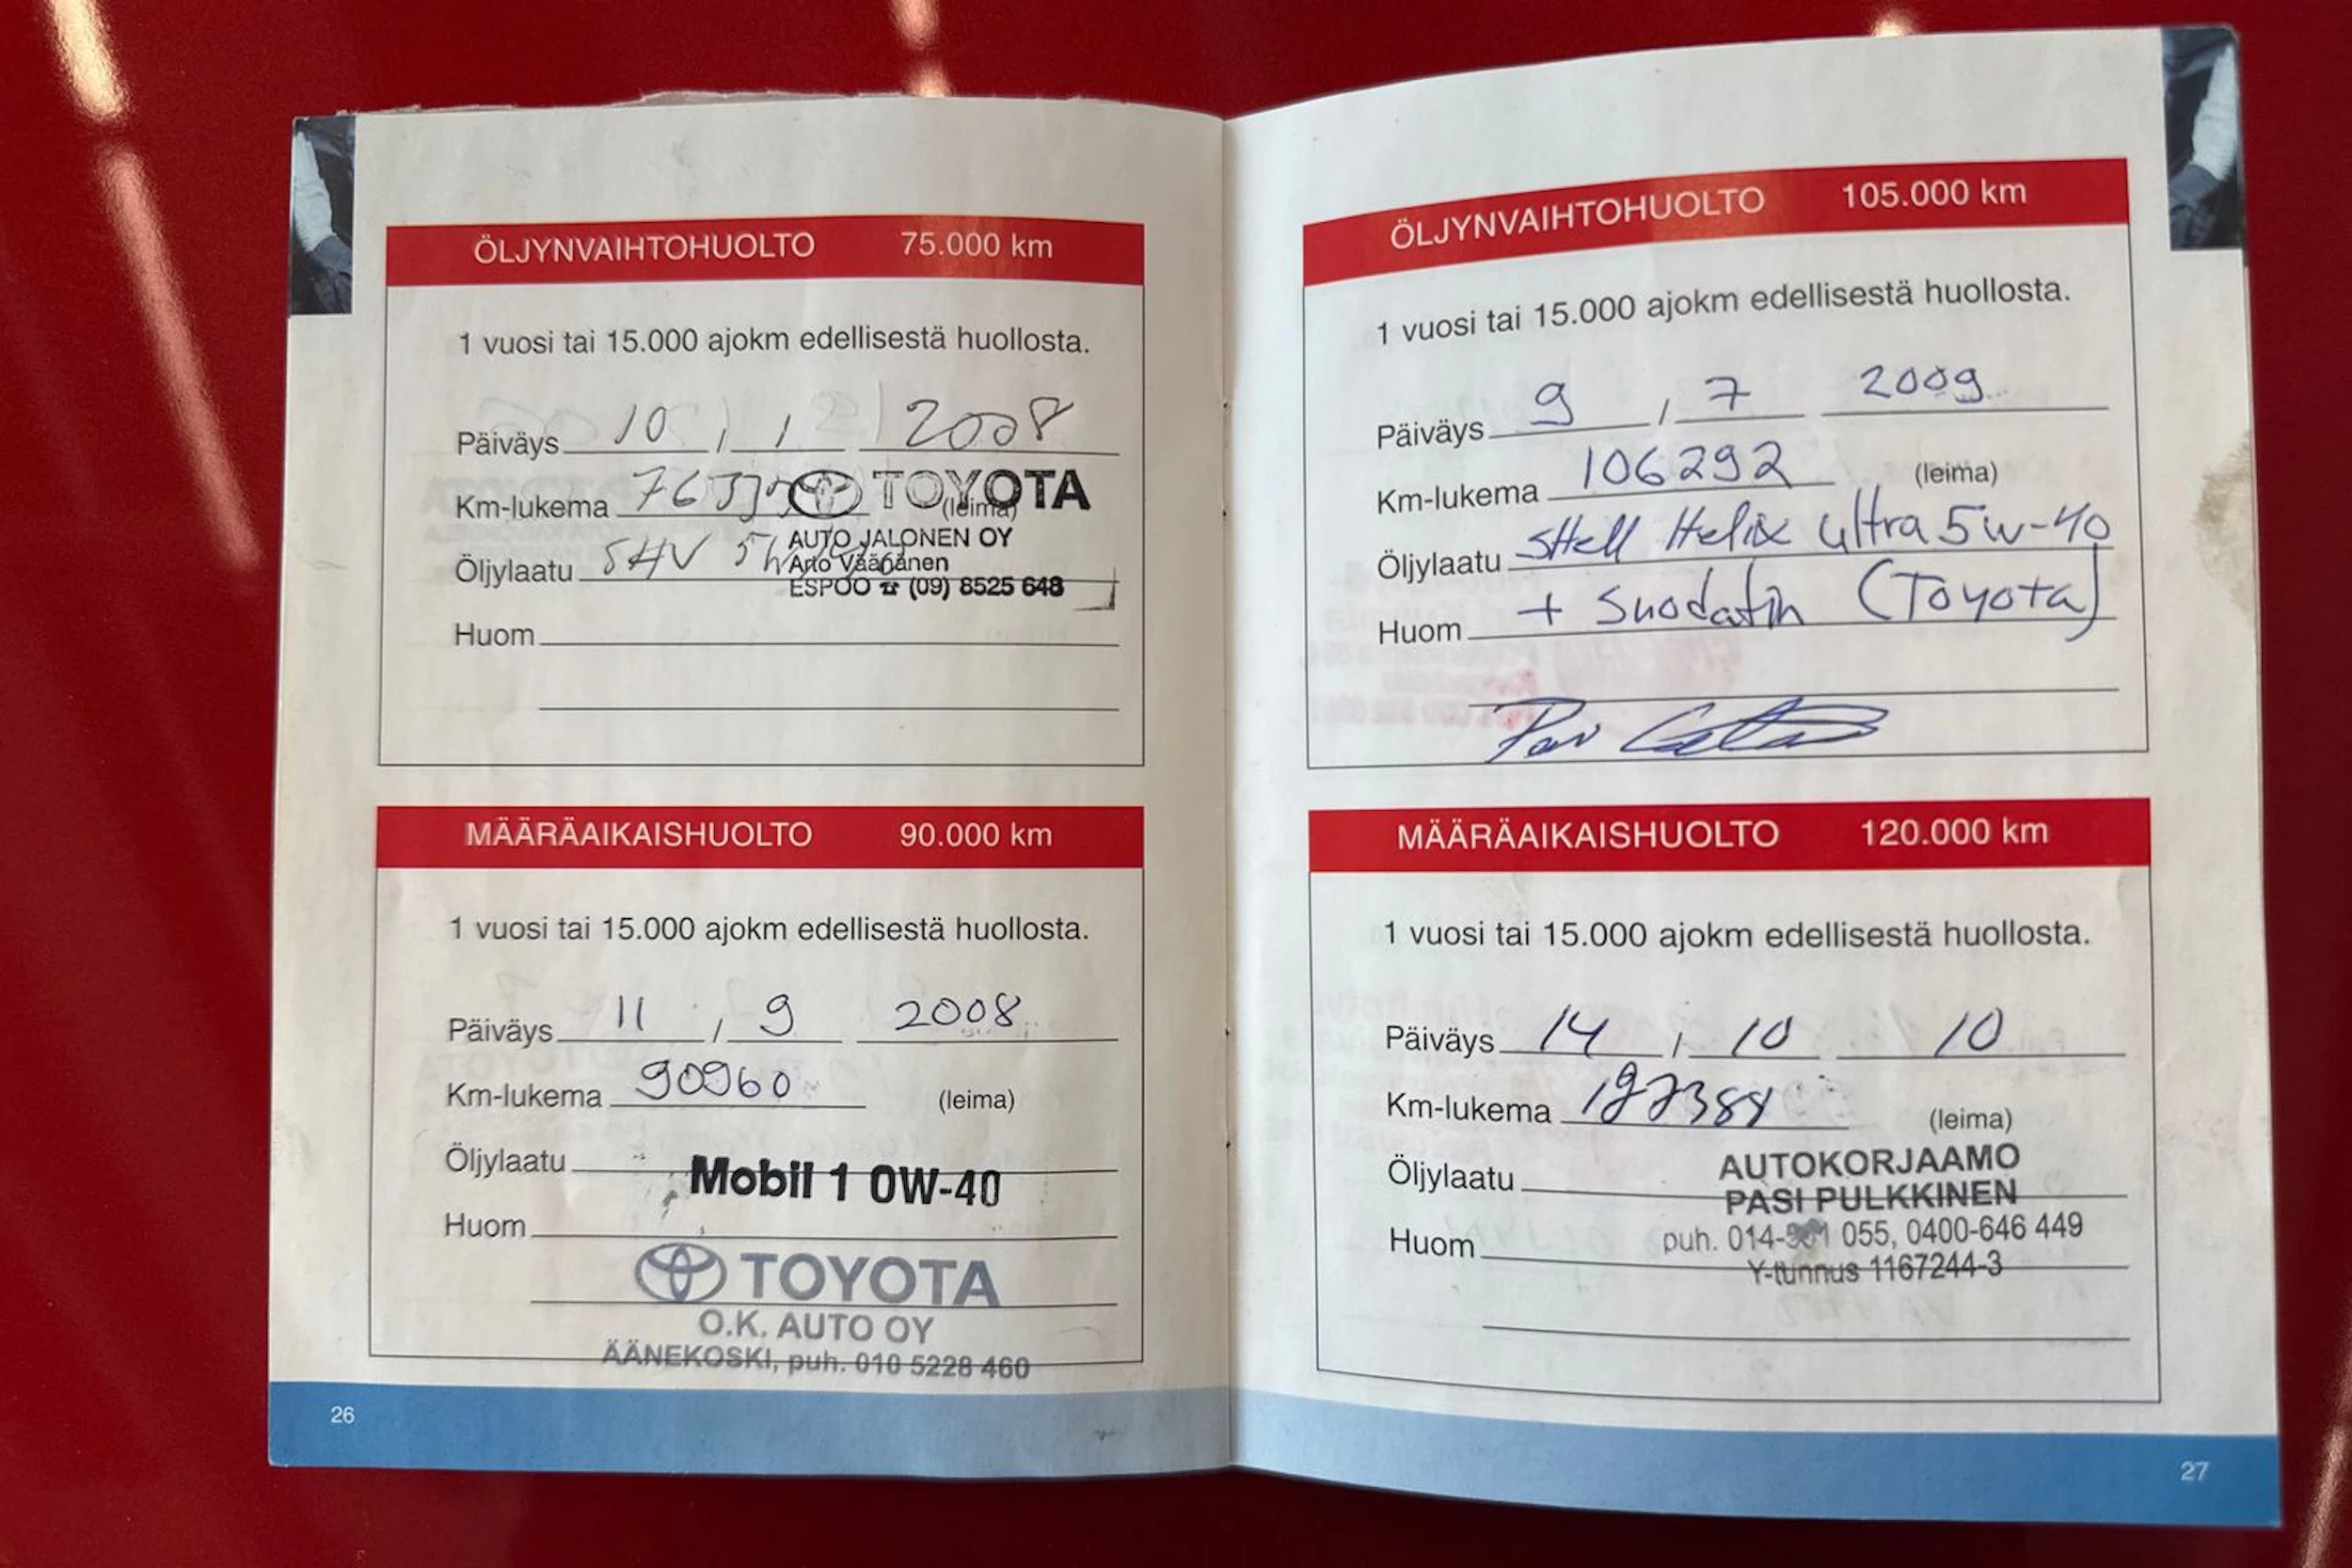 ÖLJYNVAIHTOHUOLTO 75.000 km
1 vuosi tai 15.000 ajokm edellisestä huollosta.
Päiväys 10 / 1 2008
Km-lukema (leima)
TOYOTA
AUTO JALONEN OY
Arto Väänänen
ESPOO ☎ (09) 8525 648
Öljylaatu
Huom
MÄÄRÄAIKAISHUOLTO 90.000 km
1 vuosi tai 15.000 ajokm edellisestä huollosta.
Päiväys 11 / 9 2008
Km-lukema 90960 (leima)
Öljylaatu Mobil 1 0W-40
Huom
TOYOTA
O.K. AUTO OY
ÄÄNEKOSKI, puh. 010 5228 460
26
ÖLJYNVAIHTOHUOLTO 105.000 km
1 vuosi tai 15.000 ajokm edellisestä huollosta.
Päiväys 9 / 7 2009
Km-lukema 106292 (leima)
Öljylaatu SHell Helix ultra 5w-40
Huom + Suodatin (Toyota)
MÄÄRÄAIKAISHUOLTO 120.000 km
1 vuosi tai 15.000 ajokm edellisestä huollosta.
Päiväys 14 / 10 10
Km-lukema (leima)
Öljylaatu
AUTOKORJAAMO
PASI PULKKINEN
Huom
puh. 055, 0400-646 449
Y-tunnus 1167244-3
27